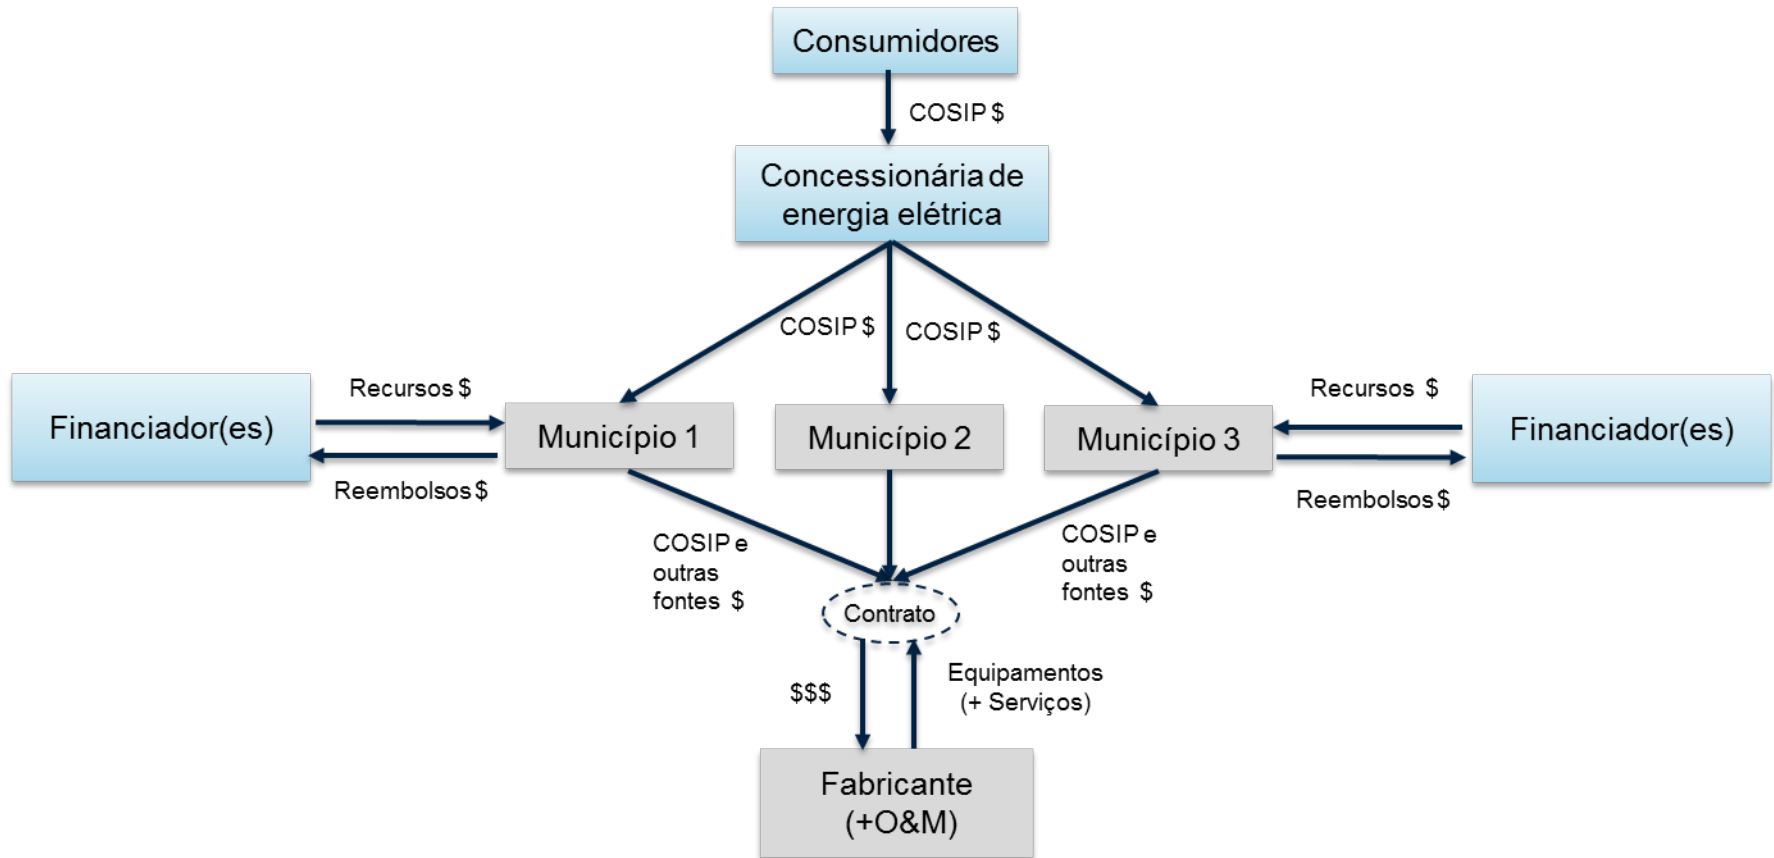 Consumidores
COSIP $
Concessionária de
energia elétrica
COSIP $
COSIP $
Recursos $
Recursos $
Financiador(es)
Município 1
Município 2
Município 3
Financiador(es)
Reembolsos $
Reembolsos $
COSIP e
outras
fontes $
COSIP e
outras
fontes $
Contrato
$$$
Equipamentos
(+ Serviços)
Fabricante
(+O&M)